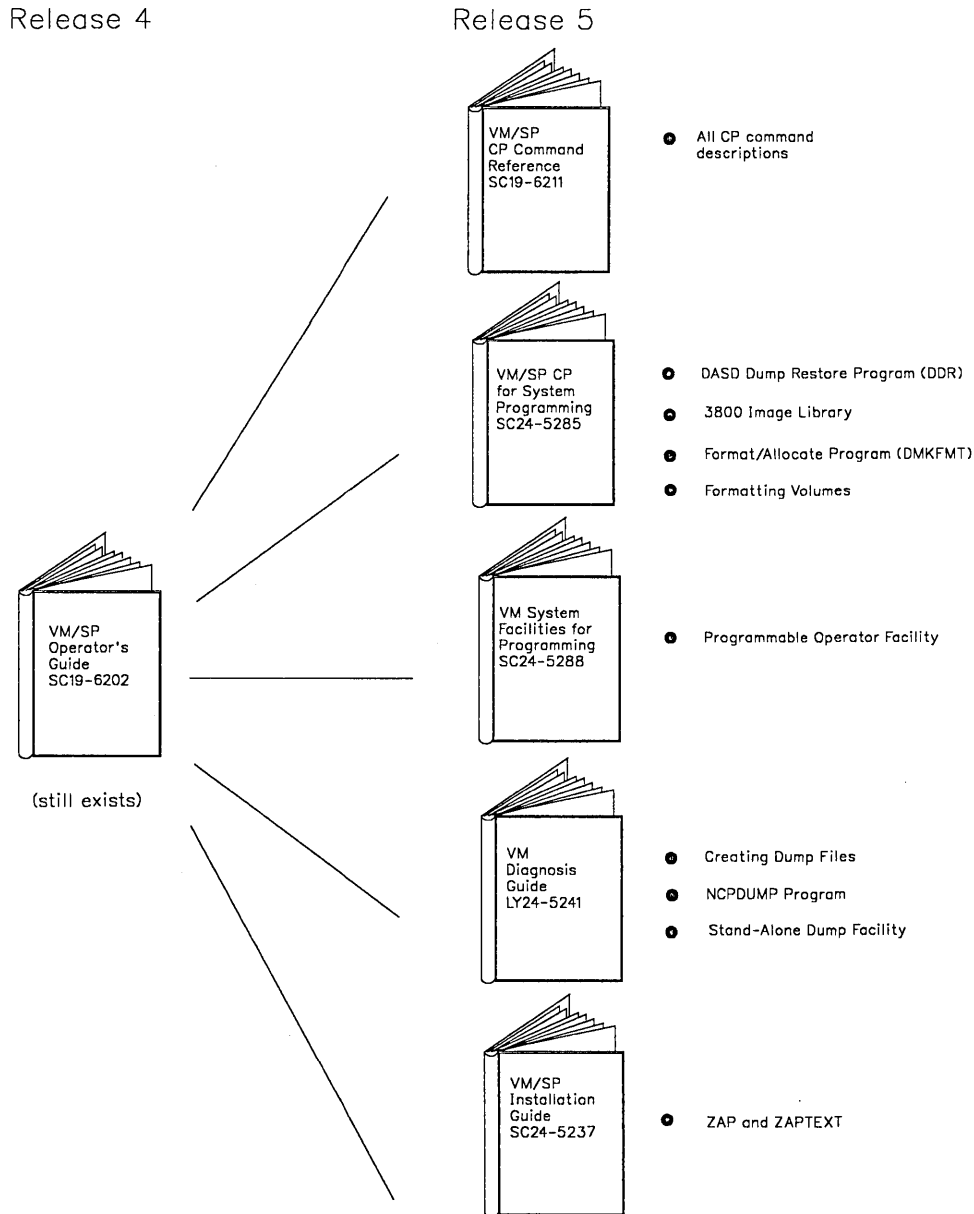 Release 4
Release 5
VM/SP
CP Command
Reference
SC19-6211
All CP command
descriptions
VM/SP CP
for System
Programming
SC24-5285
DASD Dump Restore Program (DDR)
3800 Image Library
Format/Allocate Program (DMKFMT)
Formatting Volumes
VM/SP
Operator's
Guide
SC19-6202
(still exists)
VM System
Facilities for
Programming
SC24-5288
Programmable Operator Facility
VM
Diagnosis
Guide
LY24-5241
Creating Dump Files
NCPDUMP Program
Stand-Alone Dump Facility
VM/SP
Installation
Guide
SC24-5237
ZAP and ZAPTEXT